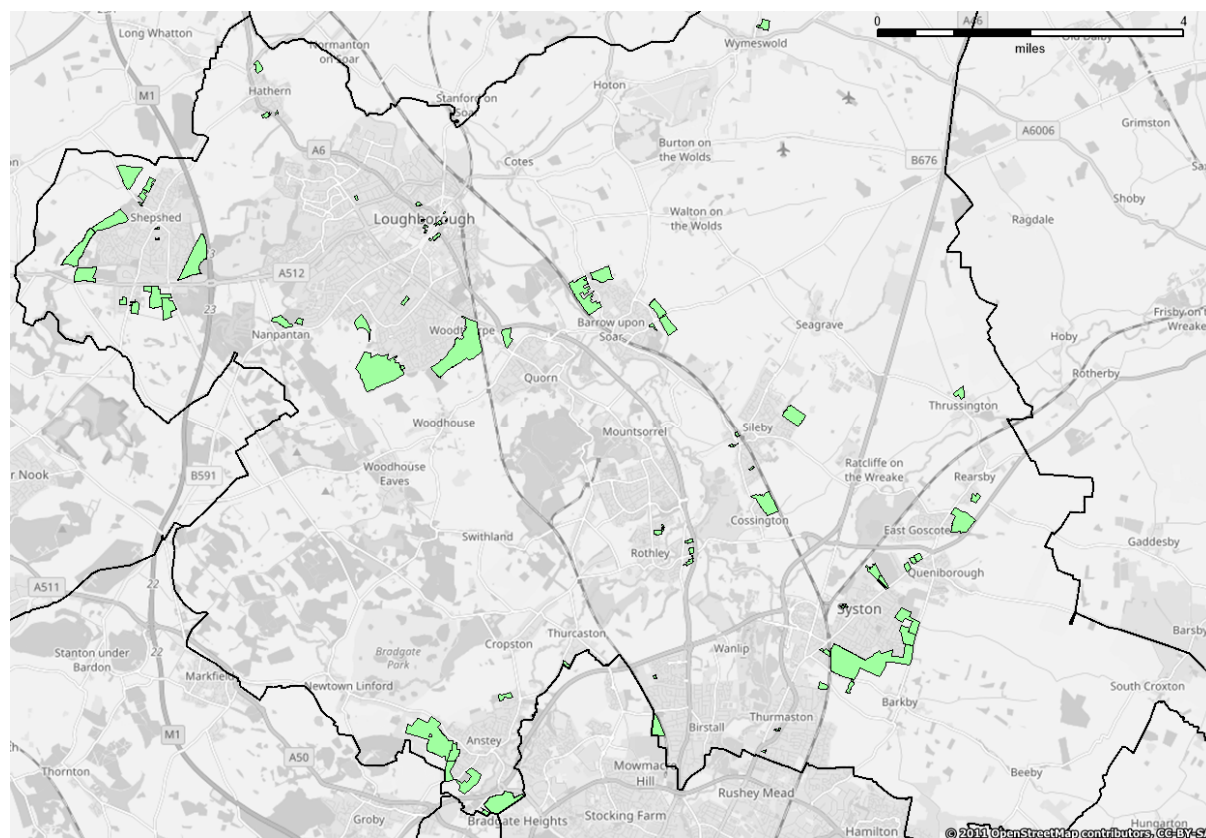 Long Whatton
Normanton
on Soar
Wymeswold
0
4
miles
A46
Old Dalby
M1
Hathern
Stanford on
Soar
Hoton
A6
Cotes
Burton on
the Wolds
A6006
Grimston
B676
Shepshed
Loughborough
Walton on
the Wolds
Ragdale
Shoby
A512
23
Nanpantan
Woodthorpe
Barrow upon
Soar
Seagrave
Hoby
Frisby on the
Wreake
Rotherby
Quorn
Thrussington
Woodhouse
Mountsorrel
Sileby
B591
Woodhouse
Eaves
Ratcliffe on
the Wreake
Rearsby
Swithland
Cossington
East Goscote
Gaddesby
Rothley
Queniborough
A511
22
Syston
Stanton under
Bardon
22
Markfield
Bradgate
Park
Cropston
Thurcaston
Wanlip
Newtown Linford
Barkby
South Croxton
M1
A50
Anstey
Birstall
Thurmaston
Thornton
Groby
Bradgate Heights
Mowmacre
Hill
Stocking Farm
Rushey Mead
Beeby
Hamilton
Hungarton
© 2011 OpenStreetMap contributors, CC-BY-SA